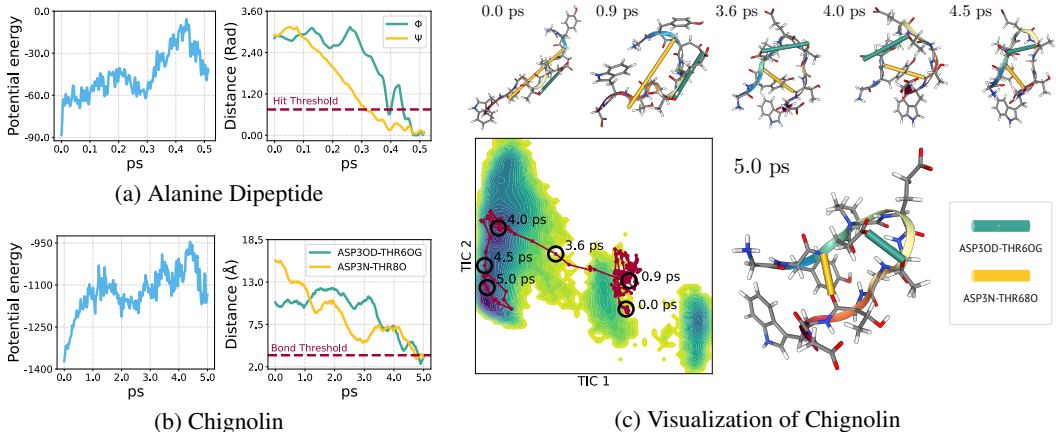 Potential energy
0.0
-30.0
-60.0
-90.0
0.0 0.1 0.2 0.3 0.4 0.5
ps
Distance (Rad)
3.60
2.40
1.20
0.00
Φ
Ψ
Hit Threshold
0.0 0.1 0.2 0.3 0.4 0.5
ps
(a) Alanine Dipeptide
Potential energy
-950
-1100
-1250
-1400
0.0 1.0 2.0 3.0 4.0 5.0
ps
Distance (Å)
18.5
13.0
7.5
2.0
ASP3OD-THR6OG
ASP3N-THR8O
Bond Threshold
0.0 1.0 2.0 3.0 4.0 5.0
ps
(b) Chignolin
0.0 ps
0.9 ps
3.6 ps
4.0 ps
4.5 ps
TIC 2
4.0 ps
3.6 ps
4.5 ps
5.0 ps
0.9 ps
0.0 ps
TIC 1
5.0 ps
ASP3OD-THR6OG
ASP3N-THR68O
(c) Visualization of Chignolin